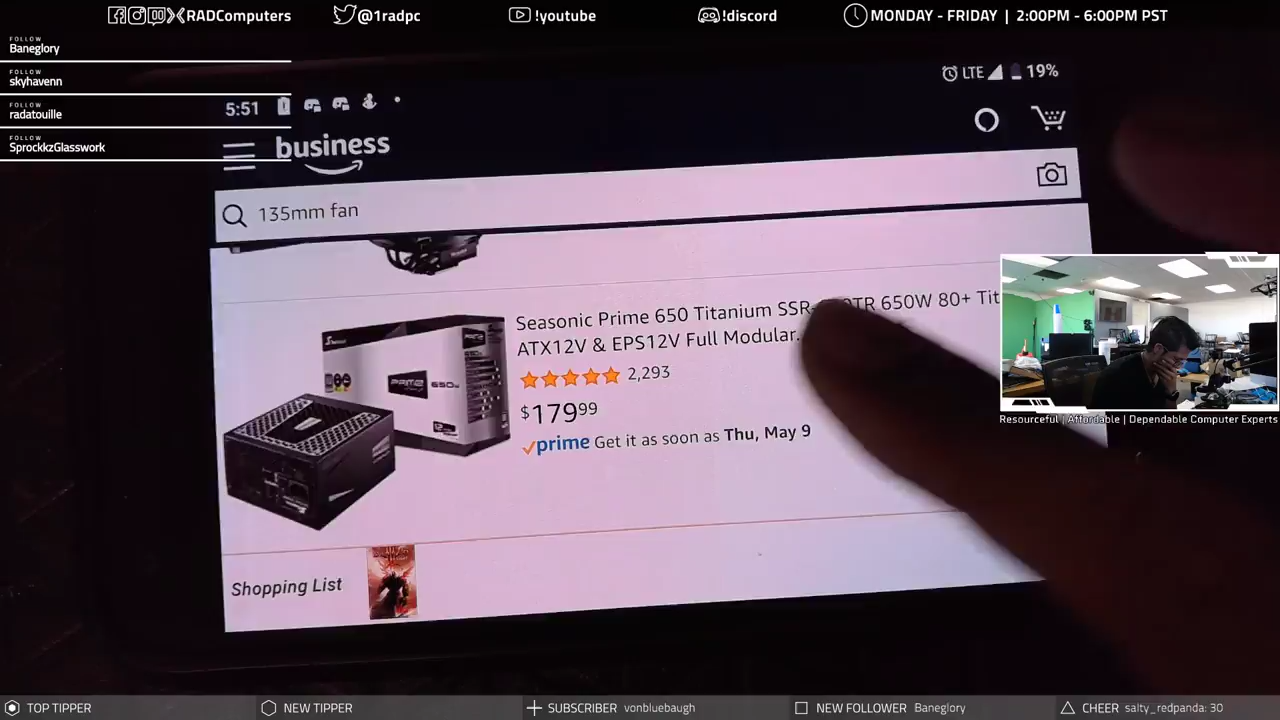 RADComputers
@1radpc
!youtube
!discord
MONDAY - FRIDAY | 2:00PM - 6:00PM PST
FOLLOW
Baneglory
FOLLOW
skyhavenn
FOLLOW
radatouille
FOLLOW
SprockkzGlasswork
5:51
LTE
19%
business
135mm fan
Seasonic Prime 650 Titanium SSR- TR 650W 80+ Tit
ATX12V & EPS12V Full Modular.
2,293
$179 99
prime Get it as soon as Thu, May 9
PRIME 650w
Shopping List
Resourceful | Affordable | Dependable Computer Experts
TOP TIPPER
NEW TIPPER
SUBSCRIBER vonbluebaugh
NEW FOLLOWER Baneglory
CHEER salty_redpanda: 30